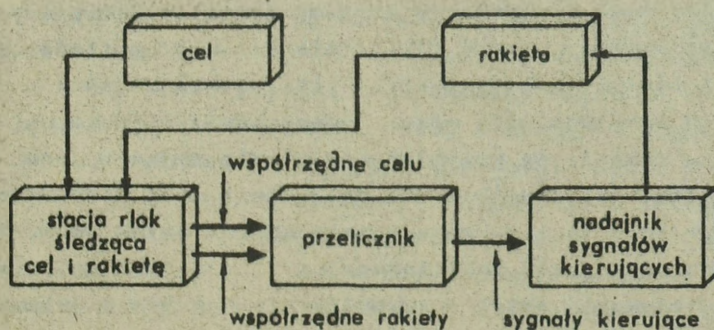 cel
rakieta
współrzędne celu
stacja rlok
śledząca
cel i rakietę
przelicznik
nadajnik
sygnałów
kierujących
współrzędne rakiety
sygnały kierujące